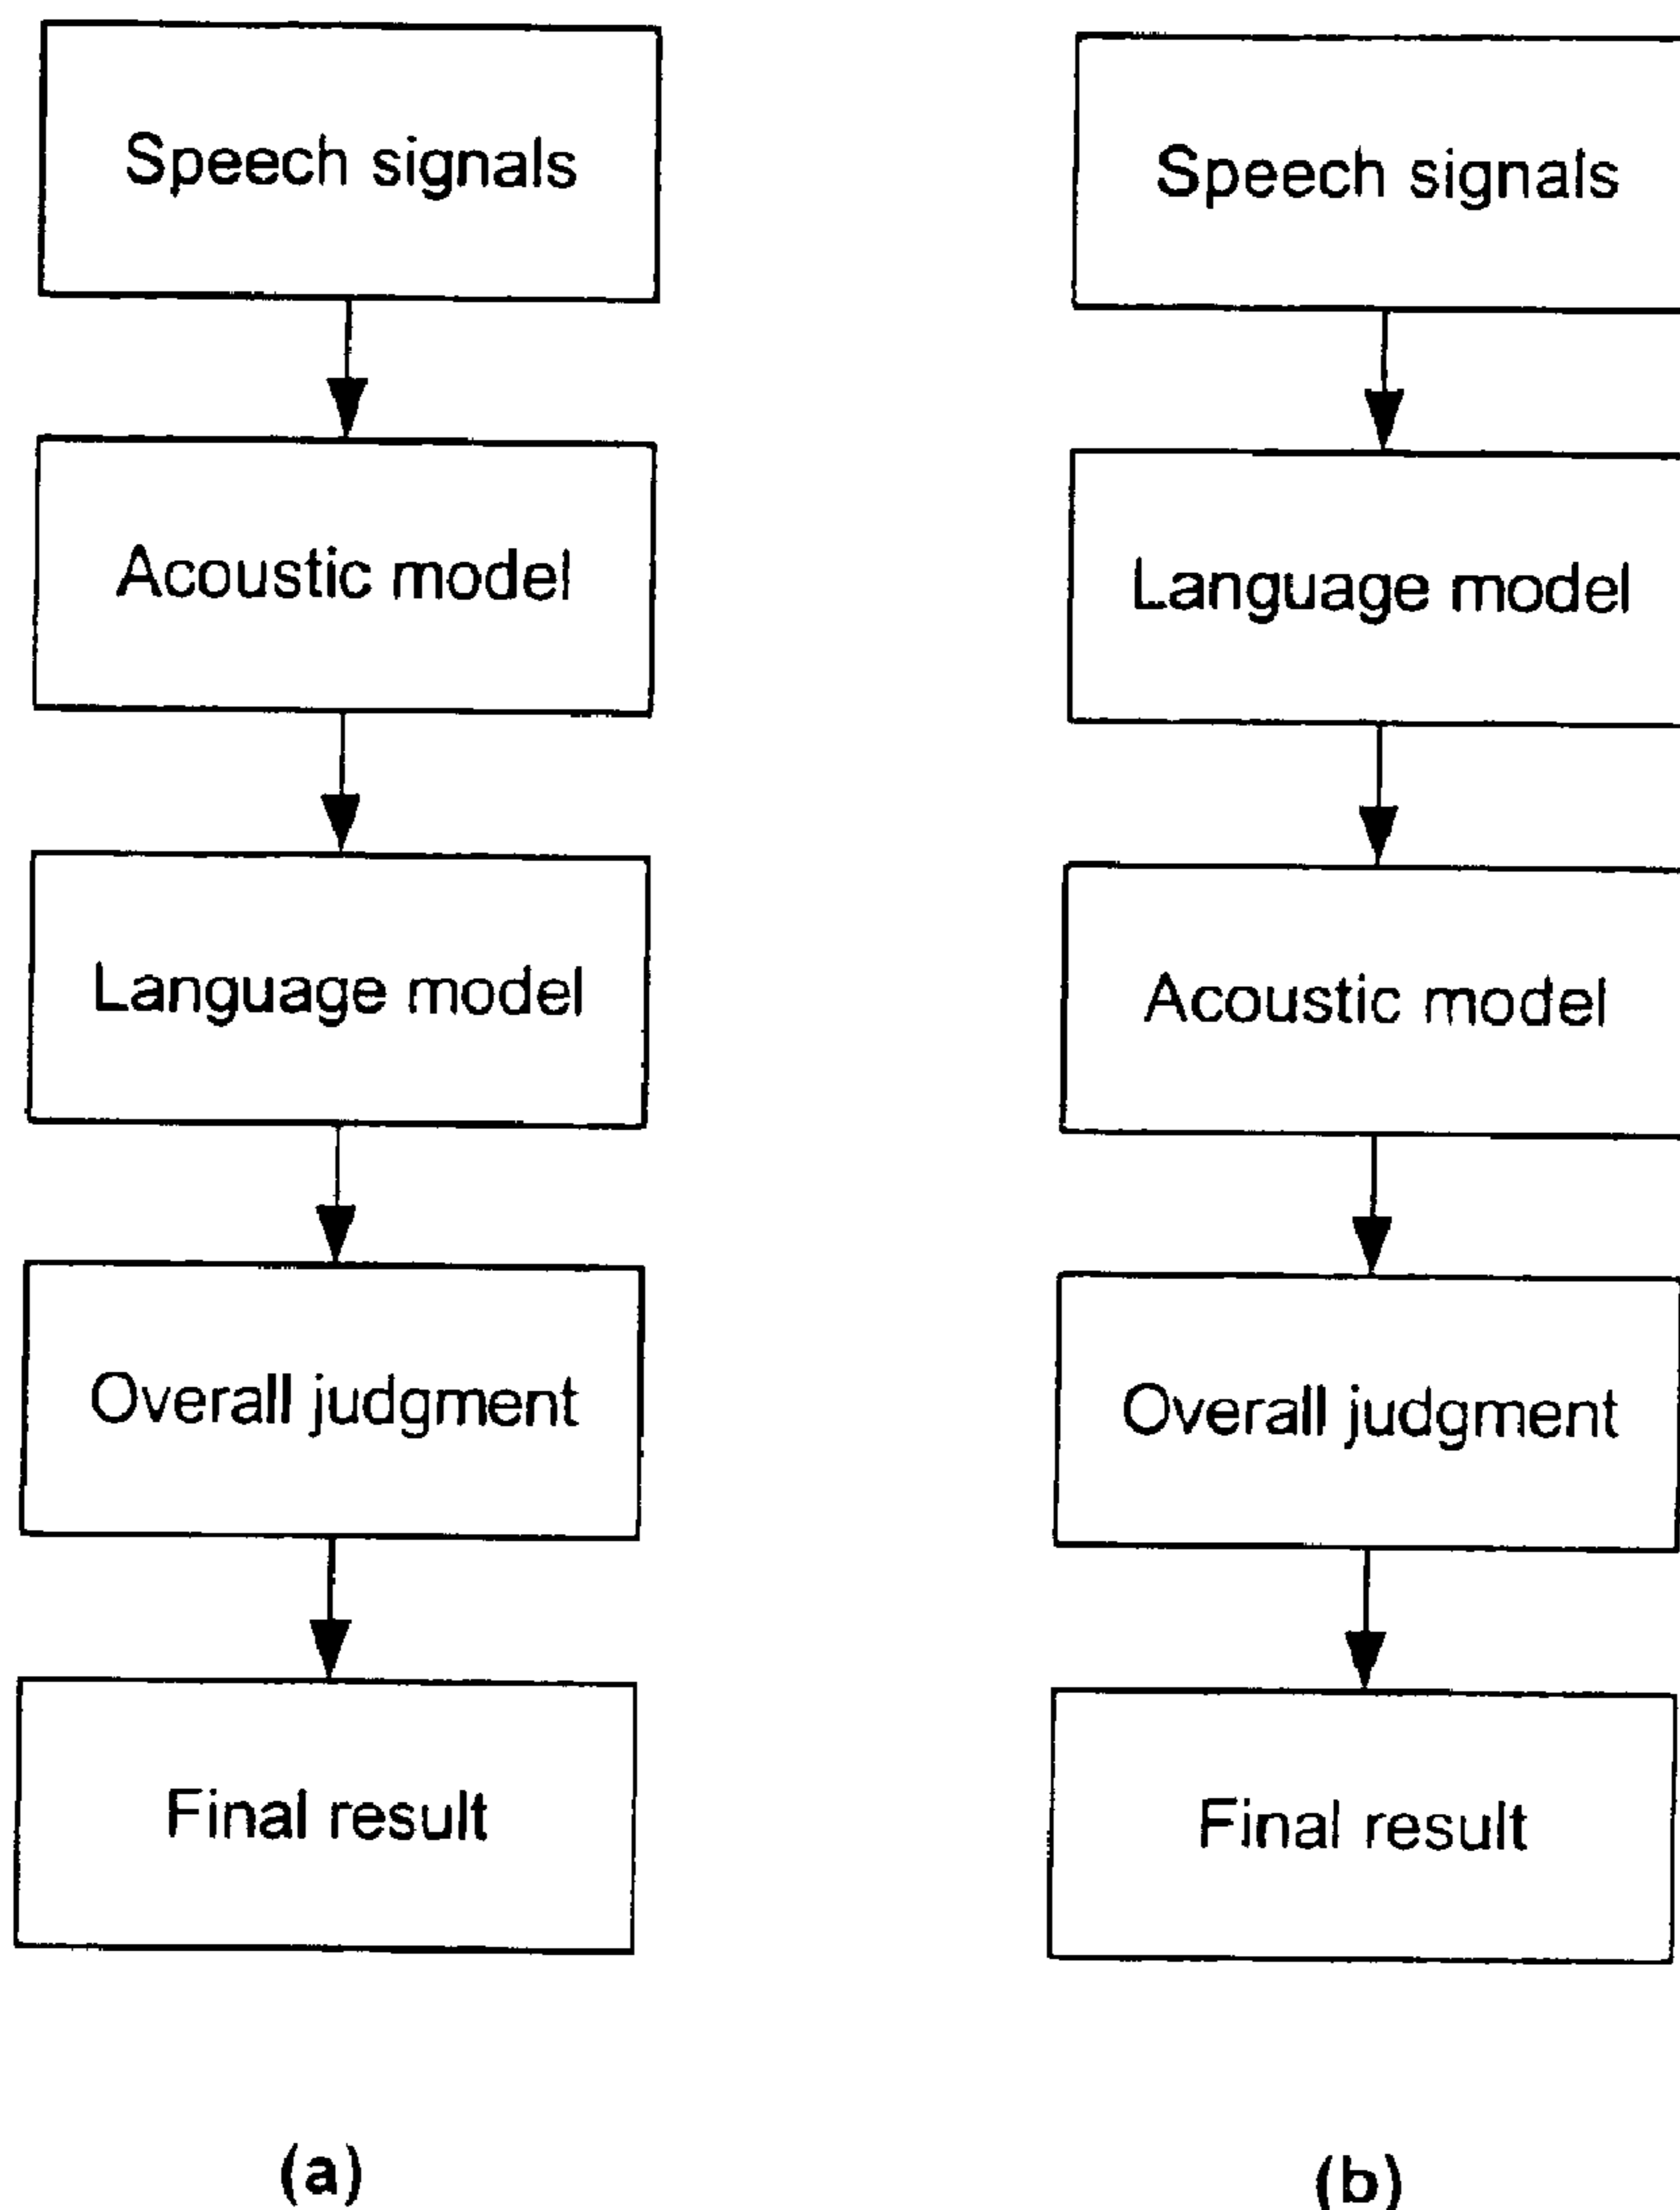 Speech signals
Acoustic model
Language model
Overall judgment
Final result
(a)
Speech signals
Language model
Acoustic model
Overall judgment
Final result
(b)